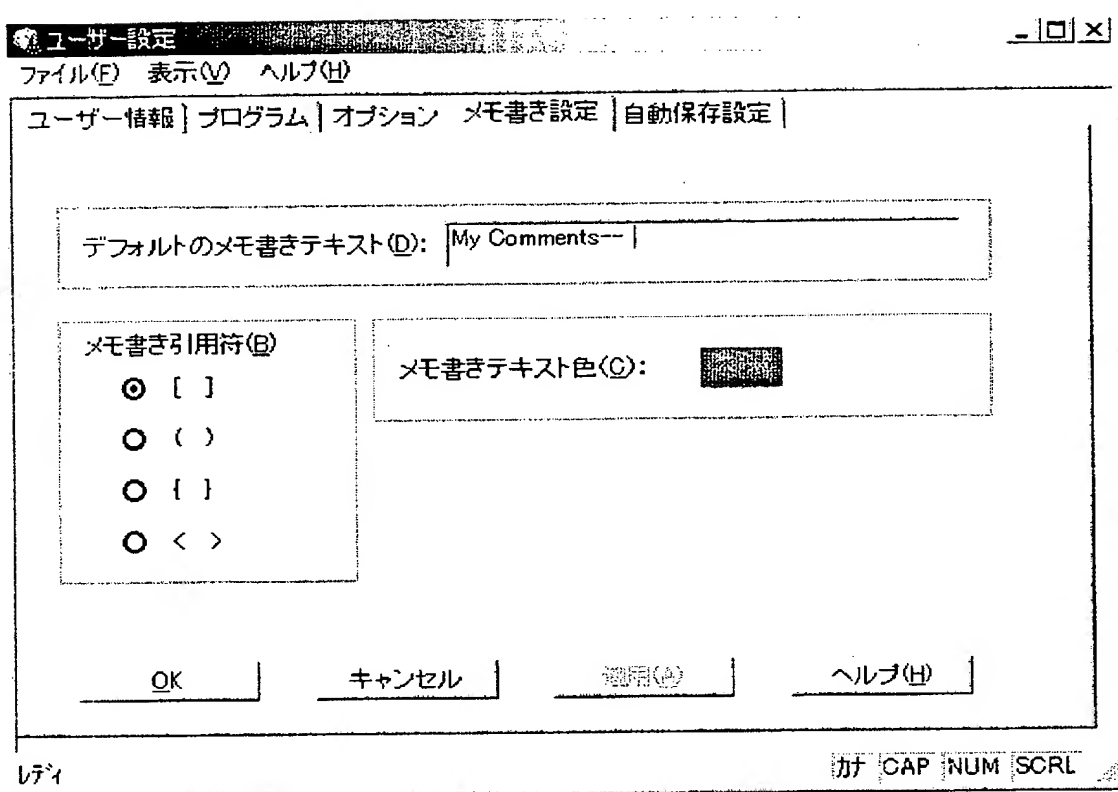 ユーザー設定
ファイル(F) 表示(V) ヘルプ(H)
ユーザー情報 プログラム オプション メモ書き設定 自動保存設定
デフォルトのメモ書きテキスト(D): My Comments--
メモ書き引用符(B)
メモ書きテキスト色(C):
[ ]
( )
{ }
< >
OK キャンセル 適用(A) ヘルプ(H)
レディ カナ CAP NUM SCRL